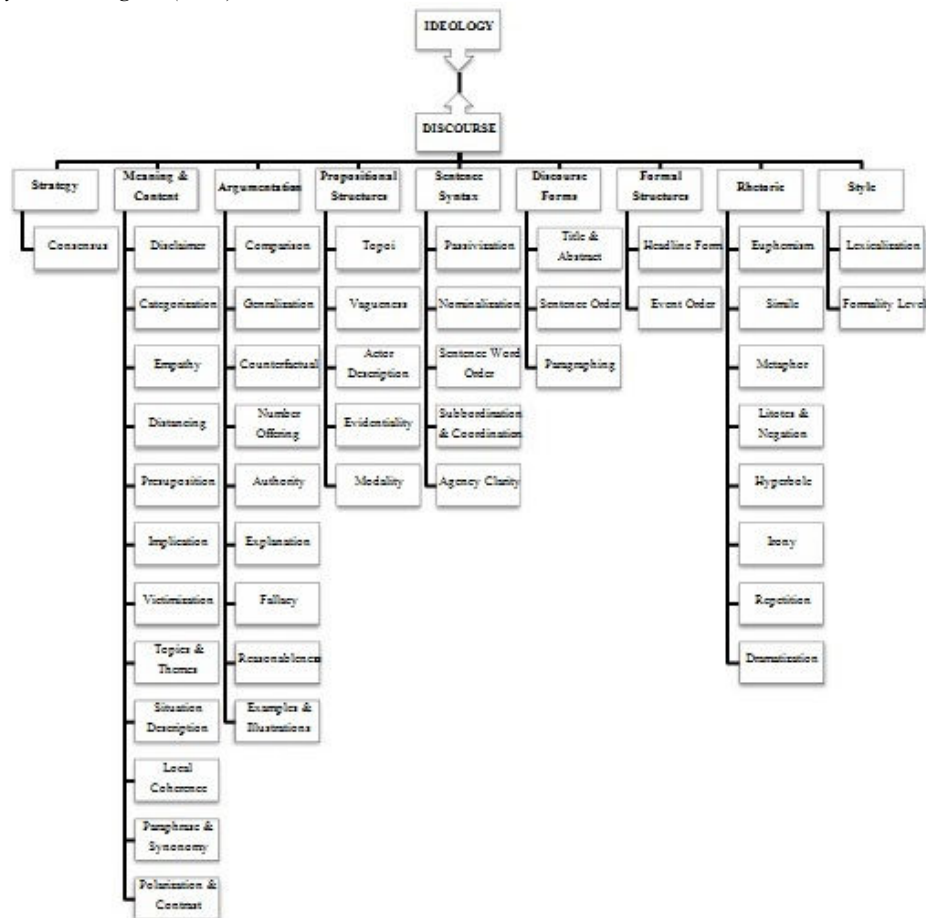 IDEOLOGY
DISCOURSE
Strategy
Meaning &
Content
Argumentation
Propositional
Structures
Sentence
Syntax
Discourse
Forms
Formal
Structures
Rhetoric
Style
Consensus
Disclaimer
Categorization
Empathy
Distancing
Presuposition
Implication
Victimization
Topics &
Themes
Situation
Description
Local
Coherence
Paraphrase &
Synonomy
Polarization &
Contrast
Comparison
Genralization
Counterfactual
Number
Offering
Authority
Explanation
Fallacy
Reasonableness
Examples &
Illustrations
Topoi
Vagueness
Actor
Description
Evidentiality
Modality
Passivization
Nominalization
Sentence Word
Order
Subbordination
& Coordination
Agency Clarity
Title &
Abstract
Sentence Order
Paragraphing
Headline Form
Event Order
Euphemism
Simile
Metaphor
Litotes &
Negation
Hyperbole
Irony
Repetition
Dramatization
Lexicalization
Formality Level